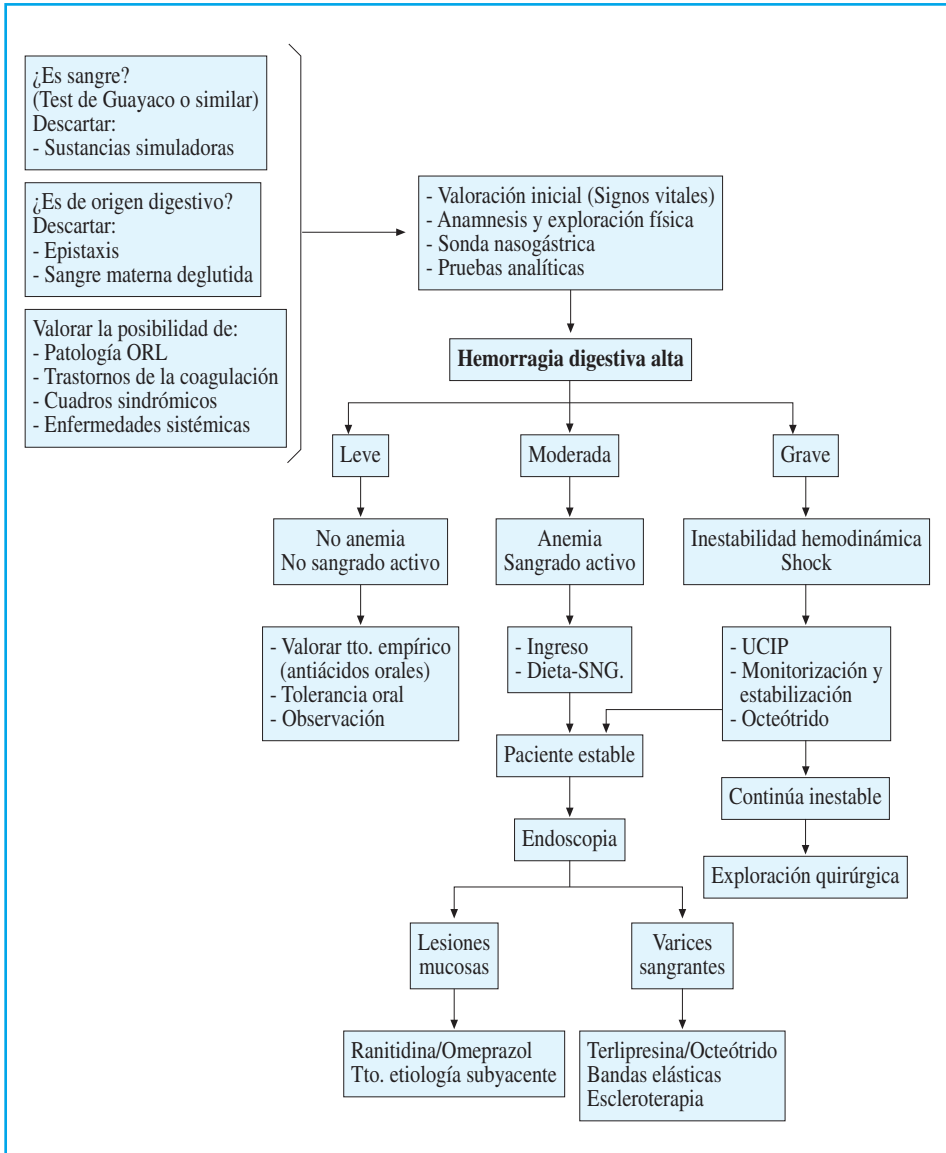 ¿Es sangre?
(Test de Guayaco o similar)
Descartar:
- Sustancias simuladoras
¿Es de origen digestivo?
Descartar:
- Epistaxis
- Sangre materna deglutida
Valorar la posibilidad de:
- Patología ORL
- Trastornos de la coagulación
- Cuadros sindrómicos
- Enfermedades sistémicas
- Valoración inicial (Signos vitales)
- Anamnesis y exploración física
- Sonda nasogástrica
- Pruebas analíticas
Hemorragia digestiva alta
Leve
Moderada
Grave
No anemia
No sangrado activo
Anemia
Sangrado activo
Inestabilidad hemodinámica
Shock
- Valorar tto. empírico
(antiácidos orales)
- Tolerancia oral
- Observación
- Ingreso
- Dieta-SNG.
- UCIP
- Monitorización y
estabilización
- Octeótrido
Paciente estable
Continúa inestable
Endoscopia
Exploración quirúrgica
Lesiones
mucosas
Varices
sangrantes
Ranitidina/Omeprazol
Tto. etiología subyacente
Terlipresina/Octeótrido
Bandas elásticas
Escleroterapia